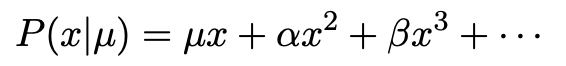 P(x|μ) = μx + αx² + βx³ + ⋯